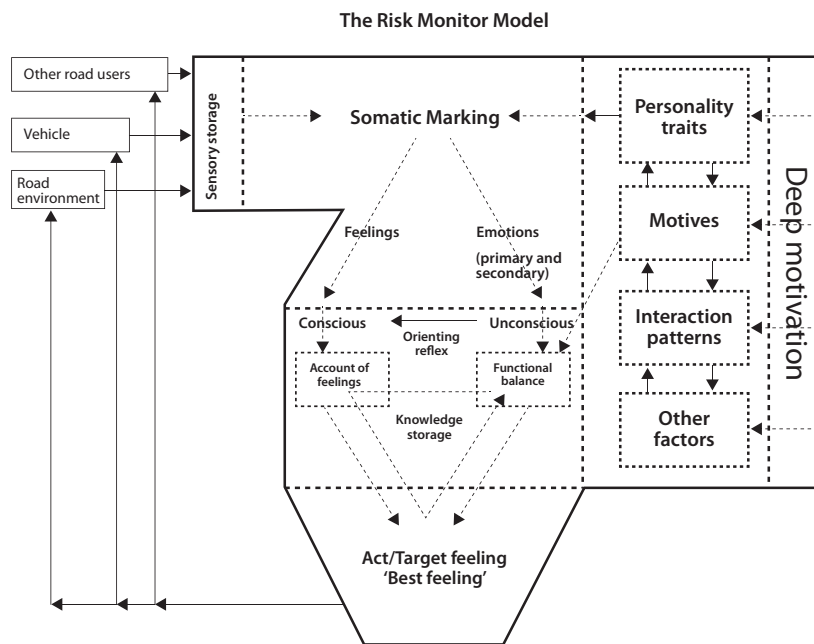 The Risk Monitor Model
Other road users
Vehicle
Road
environment
Sensory storage
Somatic Marking
Personality
traits
Motives
Interaction
patterns
Other
factors
Deep motivation
Feelings
Emotions
(primary and
secondary)
Conscious
Unconscious
Orienting
reflex
Account of
feelings
Functional
balance
Knowledge
storage
Act/Target feeling
‘Best feeling’